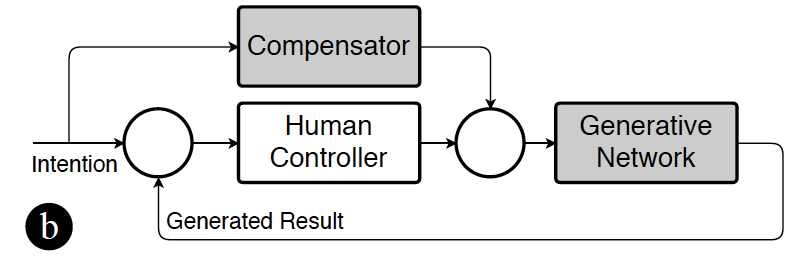 Compensator
Human
Controller
Generative
Network
Intention
Generated Result
b